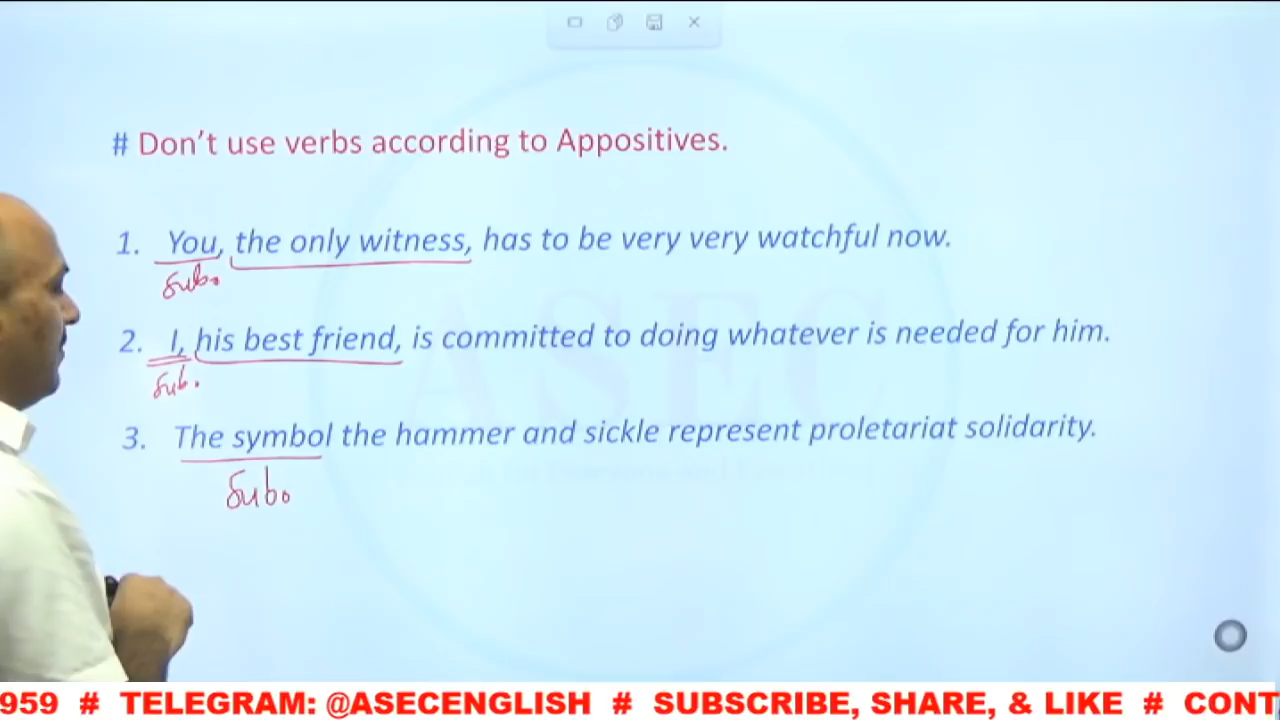 # Don’t use verbs according to Appositives.
1. You, the only witness, has to be very very watchful now.
Sub.
2. I, his best friend, is committed to doing whatever is needed for him.
Sub.
3. The symbol the hammer and sickle represent proletariat solidarity.
Sub.
ASEC
959 # TELEGRAM: @ASECENGLISH # SUBSCRIBE, SHARE, & LIKE # CONT